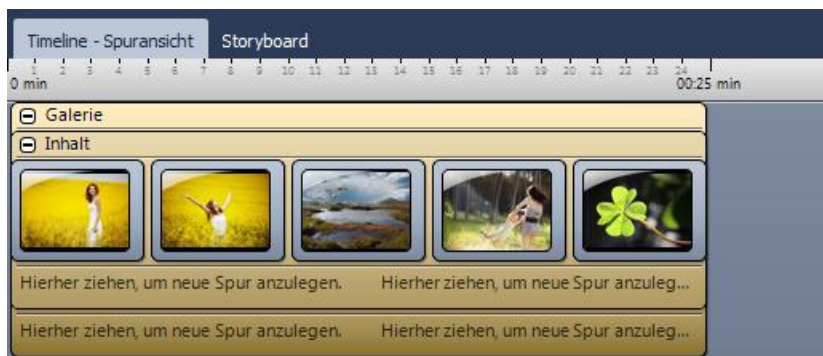 Timeline - Spuransicht Storyboard
1 2 3 4 5 6 7 8 9 10 11 12 13 14 15 16 17 18 19 20 21 22 23 24
0 min 00:25 min
Galerie
Inhalt
Hierher ziehen, um neue Spur anzulegen. Hierher ziehen, um neue Spur anzuleg...
Hierher ziehen, um neue Spur anzulegen. Hierher ziehen, um neue Spur anzuleg...